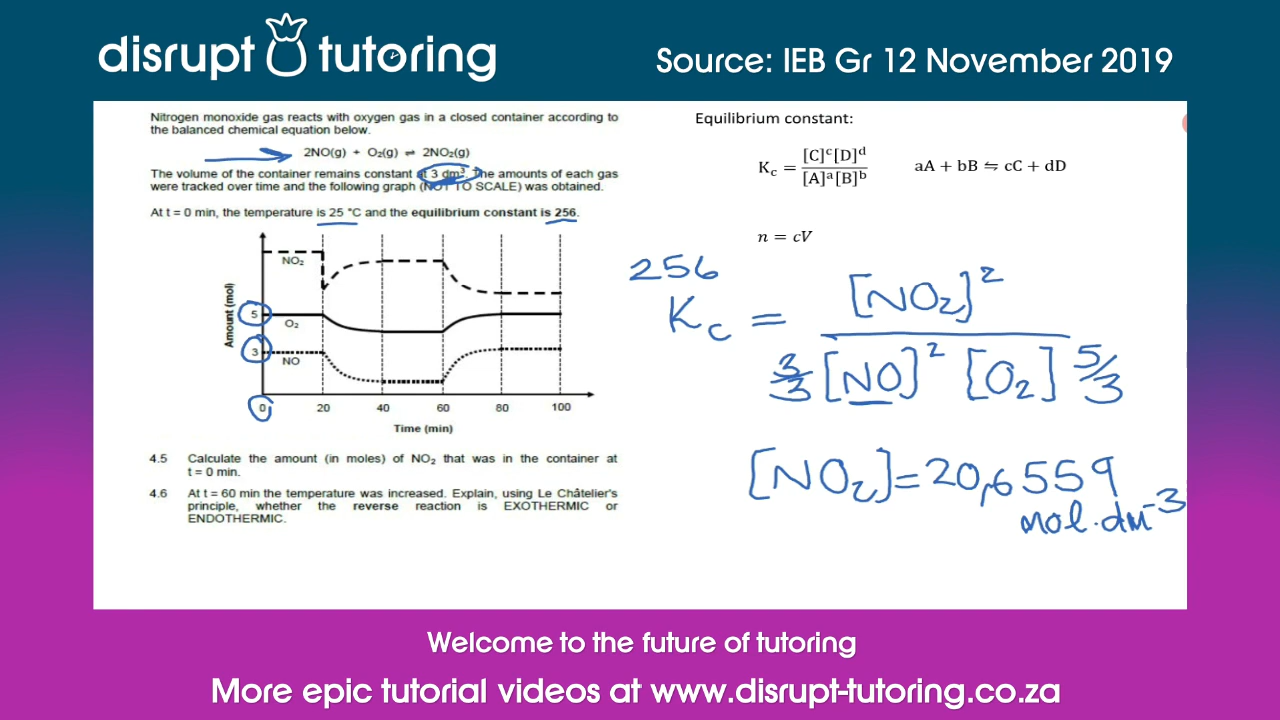 disrupt tutoring
Source: IEB Gr 12 November 2019
Nitrogen monoxide gas reacts with oxygen gas in a closed container according to
the balanced chemical equation below.
2NO(g) + O₂(g) ⇌ 2NO₂(g)
The volume of the container remains constant at 3 dm³. The amounts of each gas
were tracked over time and the following graph (NOT TO SCALE) was obtained.
At t = 0 min, the temperature is 25 °C and the equilibrium constant is 256.
Amount (mol)
NO₂
5
O₂
3
NO
0 20 40 60 80 100
Time (min)
4.5 Calculate the amount (in moles) of NO₂ that was in the container at
t = 0 min.
4.6 At t = 60 min the temperature was increased. Explain, using Le Châtelier's
principle, whether the reverse reaction is EXOTHERMIC or
ENDOTHERMIC.
Equilibrium constant:
K_c = [C]^c[D]^d / [A]^a[B]^b aA + bB ⇋ cC + dD
n = cV
256
K_c = [NO₂]² / [NO]² [O₂]
3/3 5/3
[NO₂] = 20,6559
mol.dm⁻³
Welcome to the future of tutoring
More epic tutorial videos at www.disrupt-tutoring.co.za